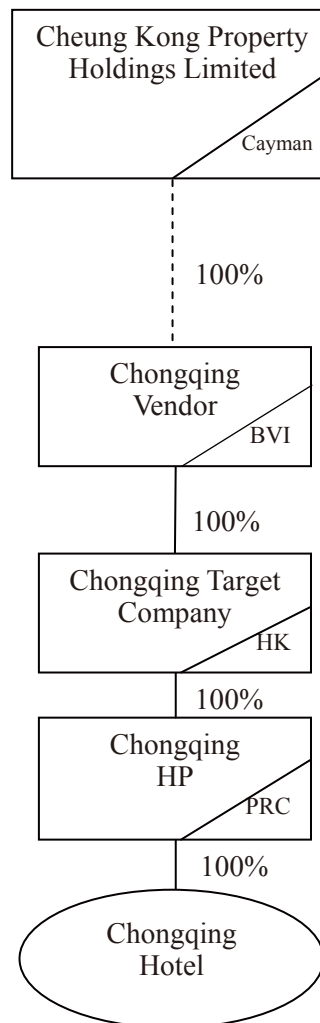 Cheung Kong Property
Holdings Limited
Cayman
100%
Chongqing
Vendor
BVI
100%
Chongqing Target
Company
HK
100%
Chongqing
HP
PRC
100%
Chongqing
Hotel